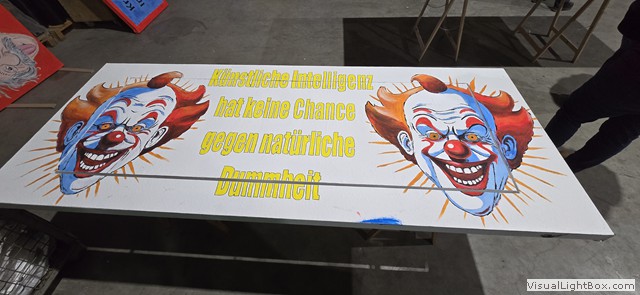 Künstliche Intelligenz
hat keine Chance
gegen natürliche
Dummheit
VisualLightBox.com